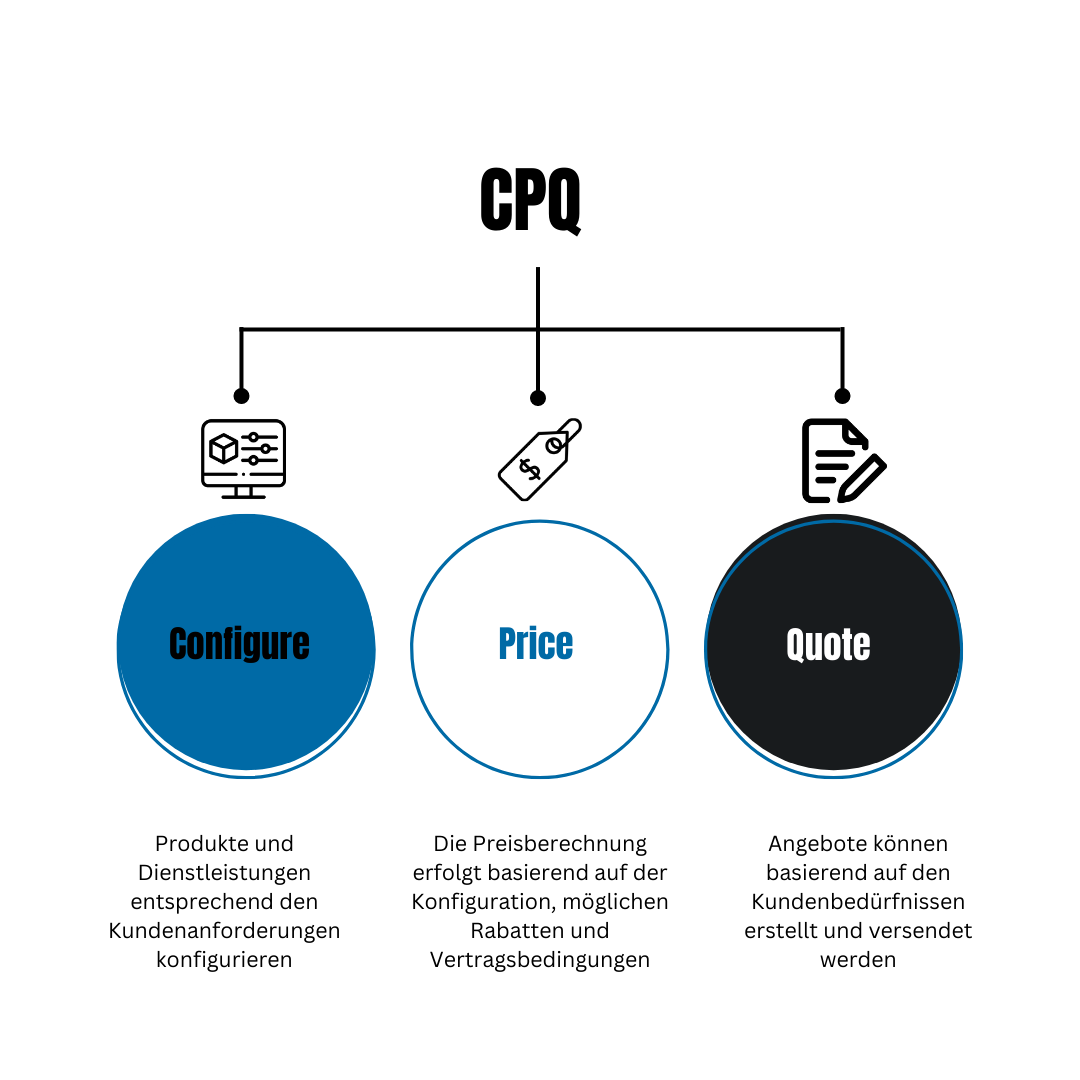 CPQ
$
Configure
Price
Quote
Produkte und
Dienstleistungen
entsprechend den
Kundenanforderungen
konfigurieren
Die Preisberechnung
erfolgt basierend auf der
Konfiguration, möglichen
Rabatten und
Vertragsbedingungen
Angebote können
basierend auf den
Kundenbedürfnissen
erstellt und versendet
werden